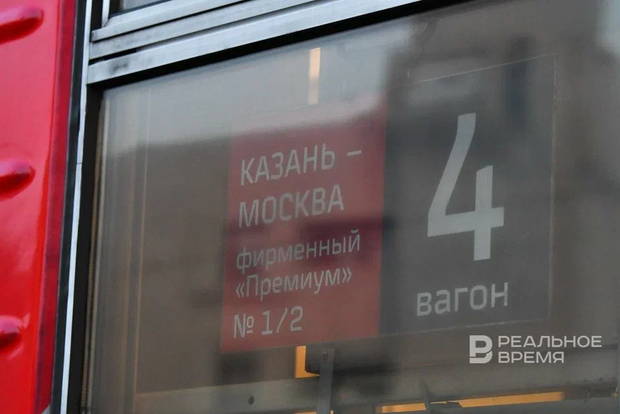 КАЗАНЬ –
МОСКВА
фирменный
«Премиум»
№ 1/2
4
вагон
РЕАЛЬНОЕ
ВРЕМЯ